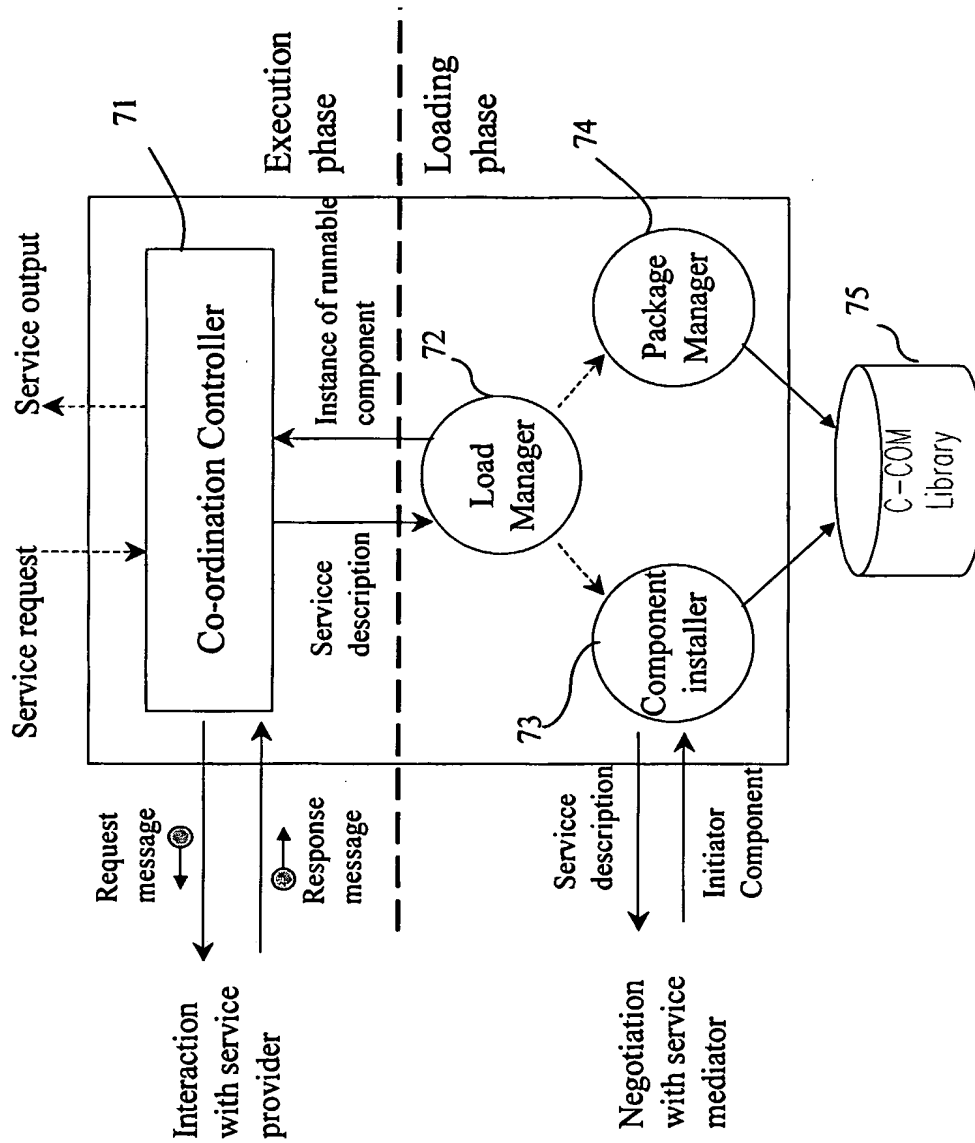 Service request
Service output
71
Co-ordination Controller
Request
message
Response
message
Interaction
with service
provider
Execution
phase
Servicce
description
Instance of runnable
component
Loading
phase
72
Load
Manager
73
Component
installer
74
Package
Manager
Servicce
description
Initiator
Component
Negotiation
with service
mediator
75
C-COM
Library